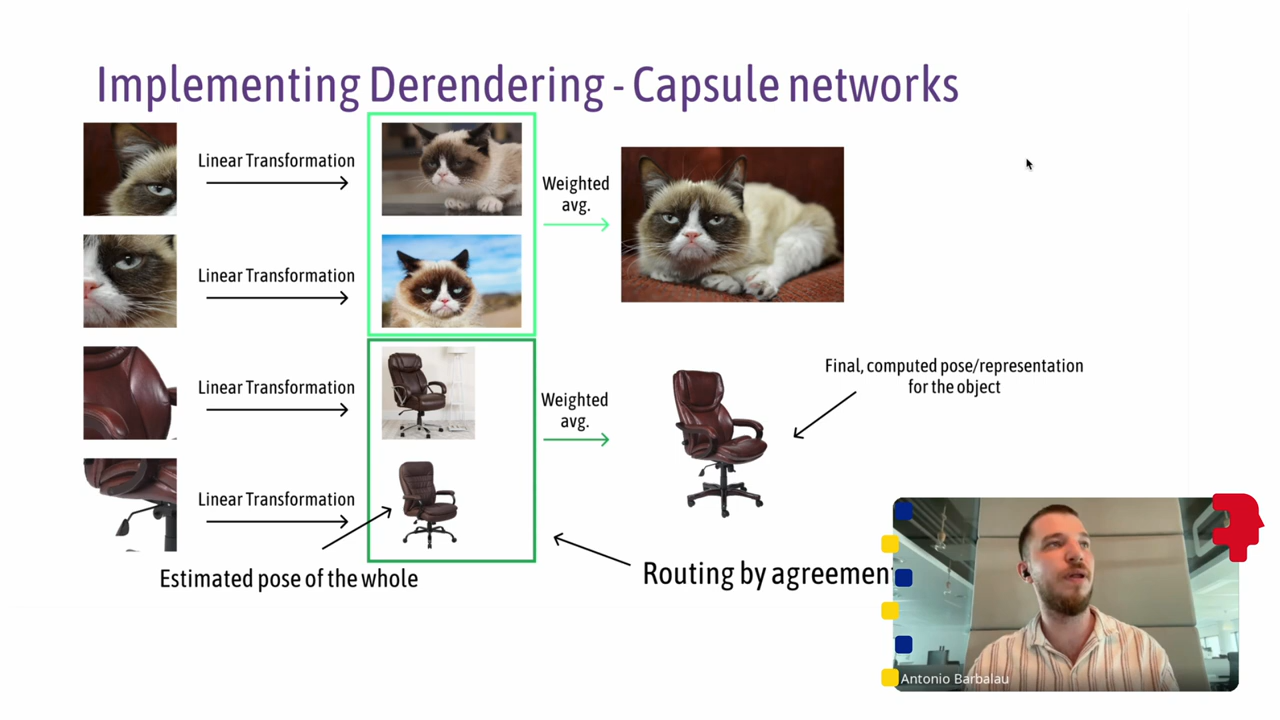 Implementing Derendering - Capsule networks
Linear Transformation
Weighted
avg.
Linear Transformation
Linear Transformation
Weighted
avg.
Final, computed pose/representation
for the object
Linear Transformation
Estimated pose of the whole
Routing by agreement
Antonio Barbalau